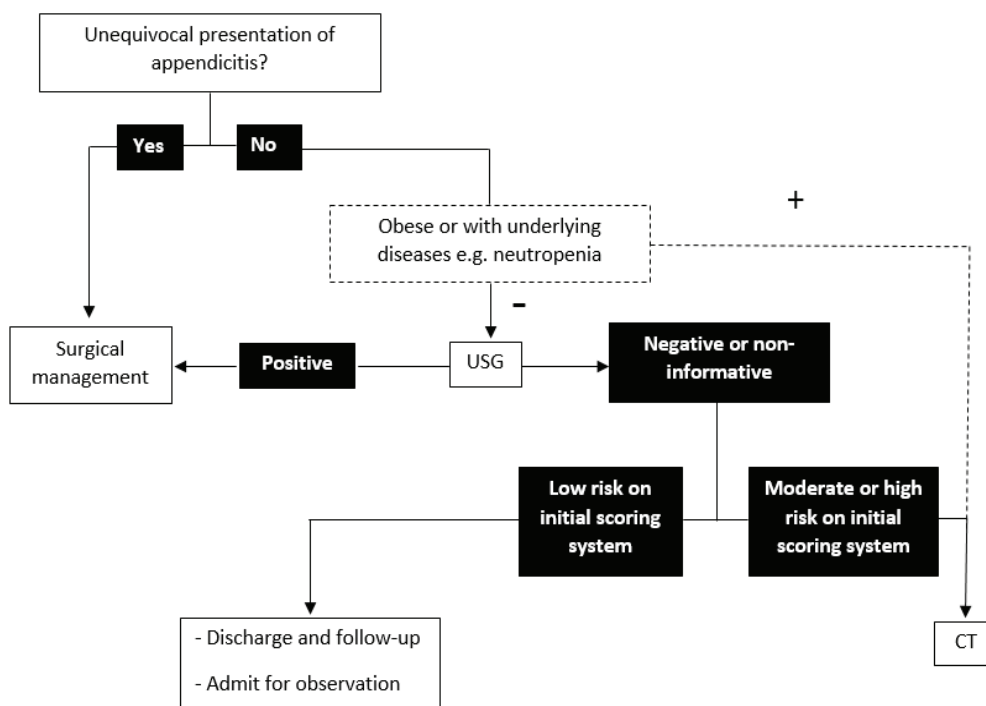 Unequivocal presentation of
appendicitis?
Yes
No
+
Obese or with underlying
diseases e.g. neutropenia
-
Surgical
management
Positive
USG
Negative or non-
informative
Low risk on
initial scoring
system
Moderate or high
risk on initial
scoring system
- Discharge and follow-up
- Admit for observation
CT